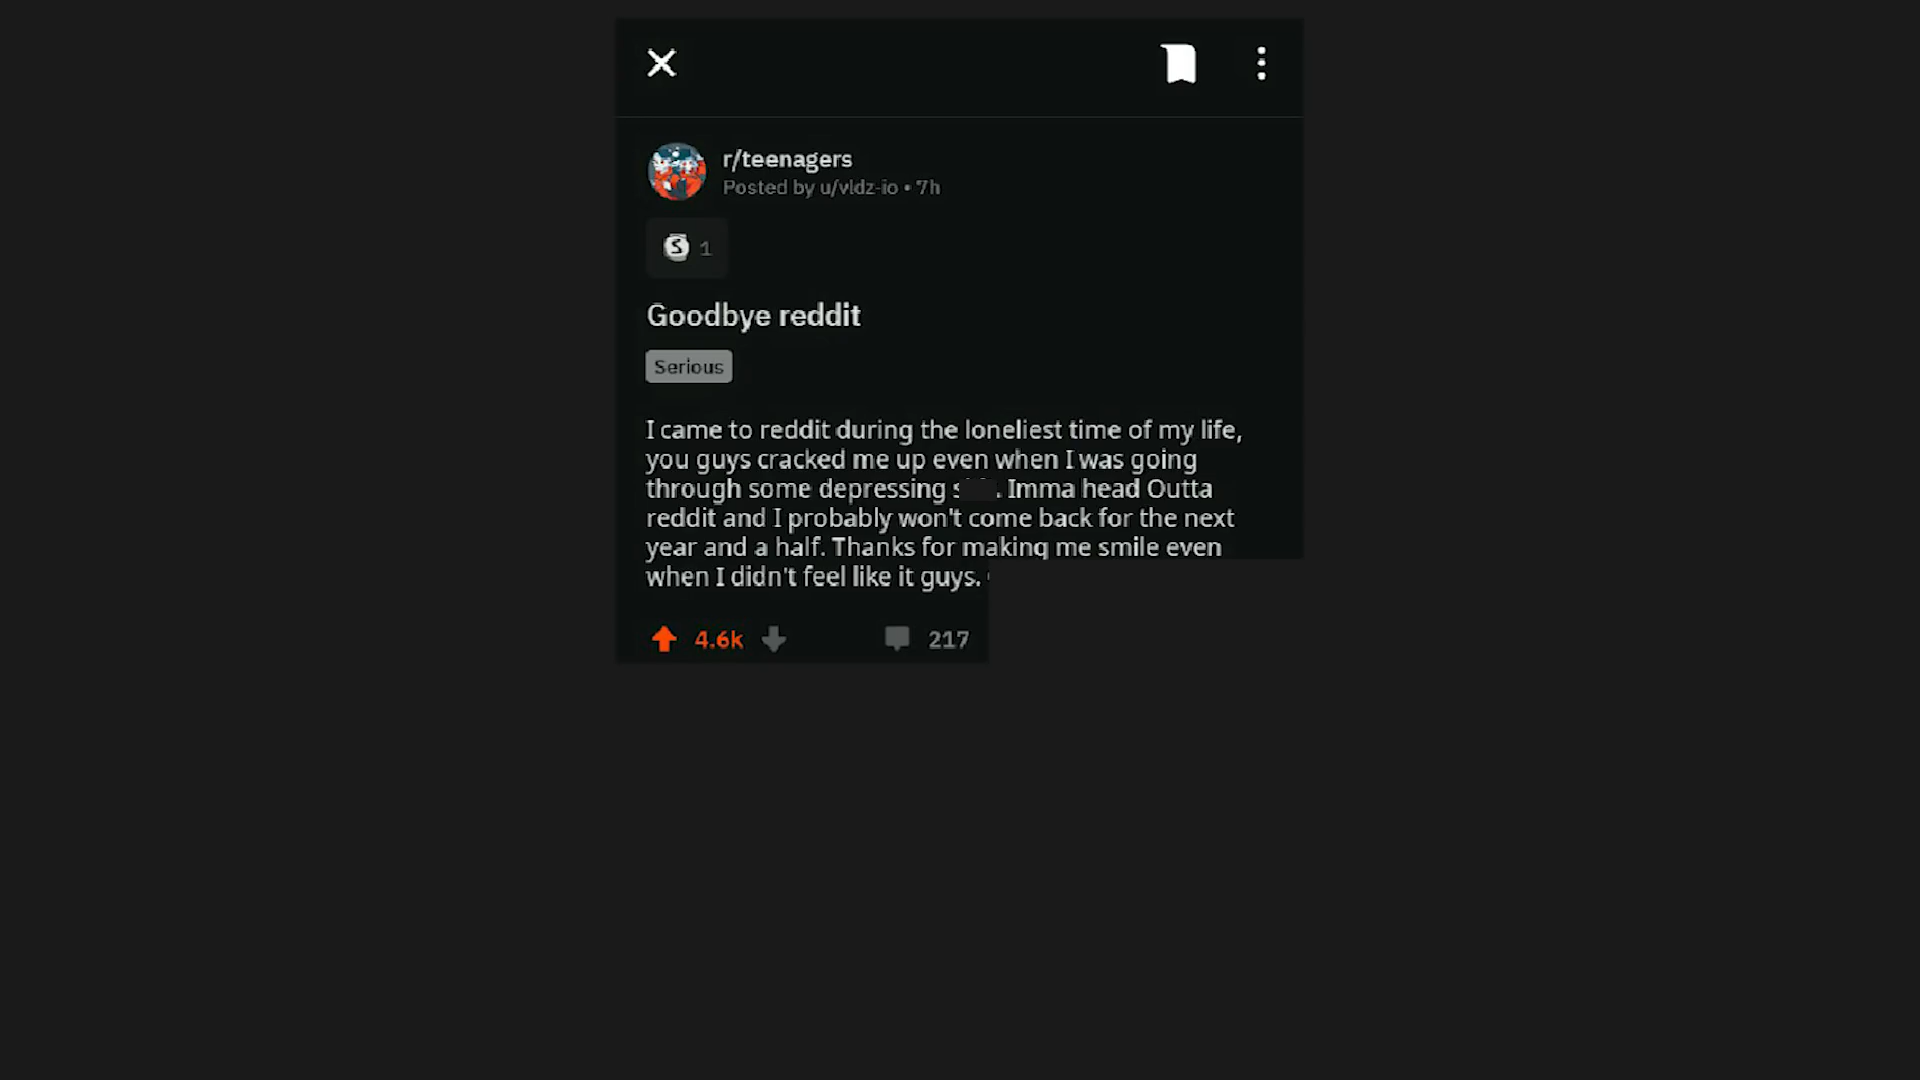 r/teenagers
Posted by u/vldz-io • 7h
S 1
Goodbye reddit
Serious
I came to reddit during the loneliest time of my life,
you guys cracked me up even when I was going
through some depressing s. Imma head Outta
reddit and I probably won't come back for the next
year and a half. Thanks for making me smile even
when I didn't feel like it guys.
4.6k 217